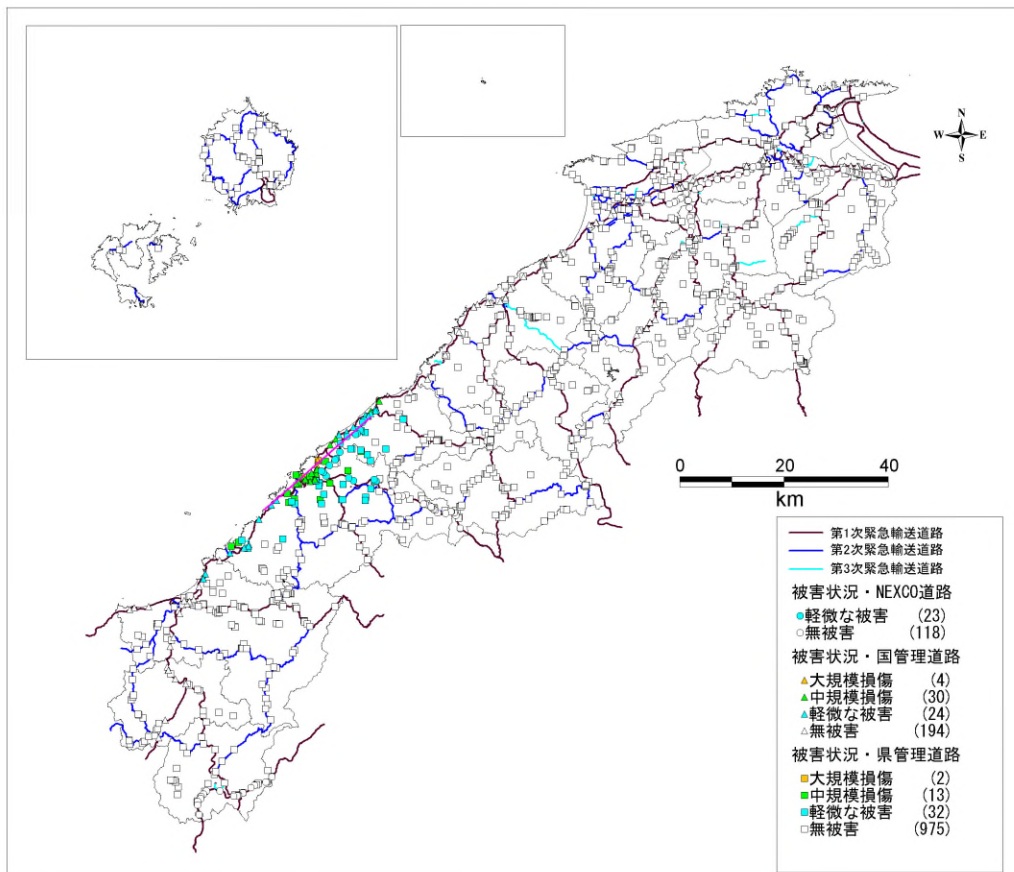 N
W E
S
0 20 40
km
第1次緊急輸送道路
第2次緊急輸送道路
第3次緊急輸送道路
被害状況・NEXCO道路
軽微な被害 (23)
無被害 (118)
被害状況・国管理道路
大規模損傷 (4)
中規模損傷 (30)
軽微な被害 (24)
無被害 (194)
被害状況・県管理道路
大規模損傷 (2)
中規模損傷 (13)
軽微な被害 (32)
無被害 (975)